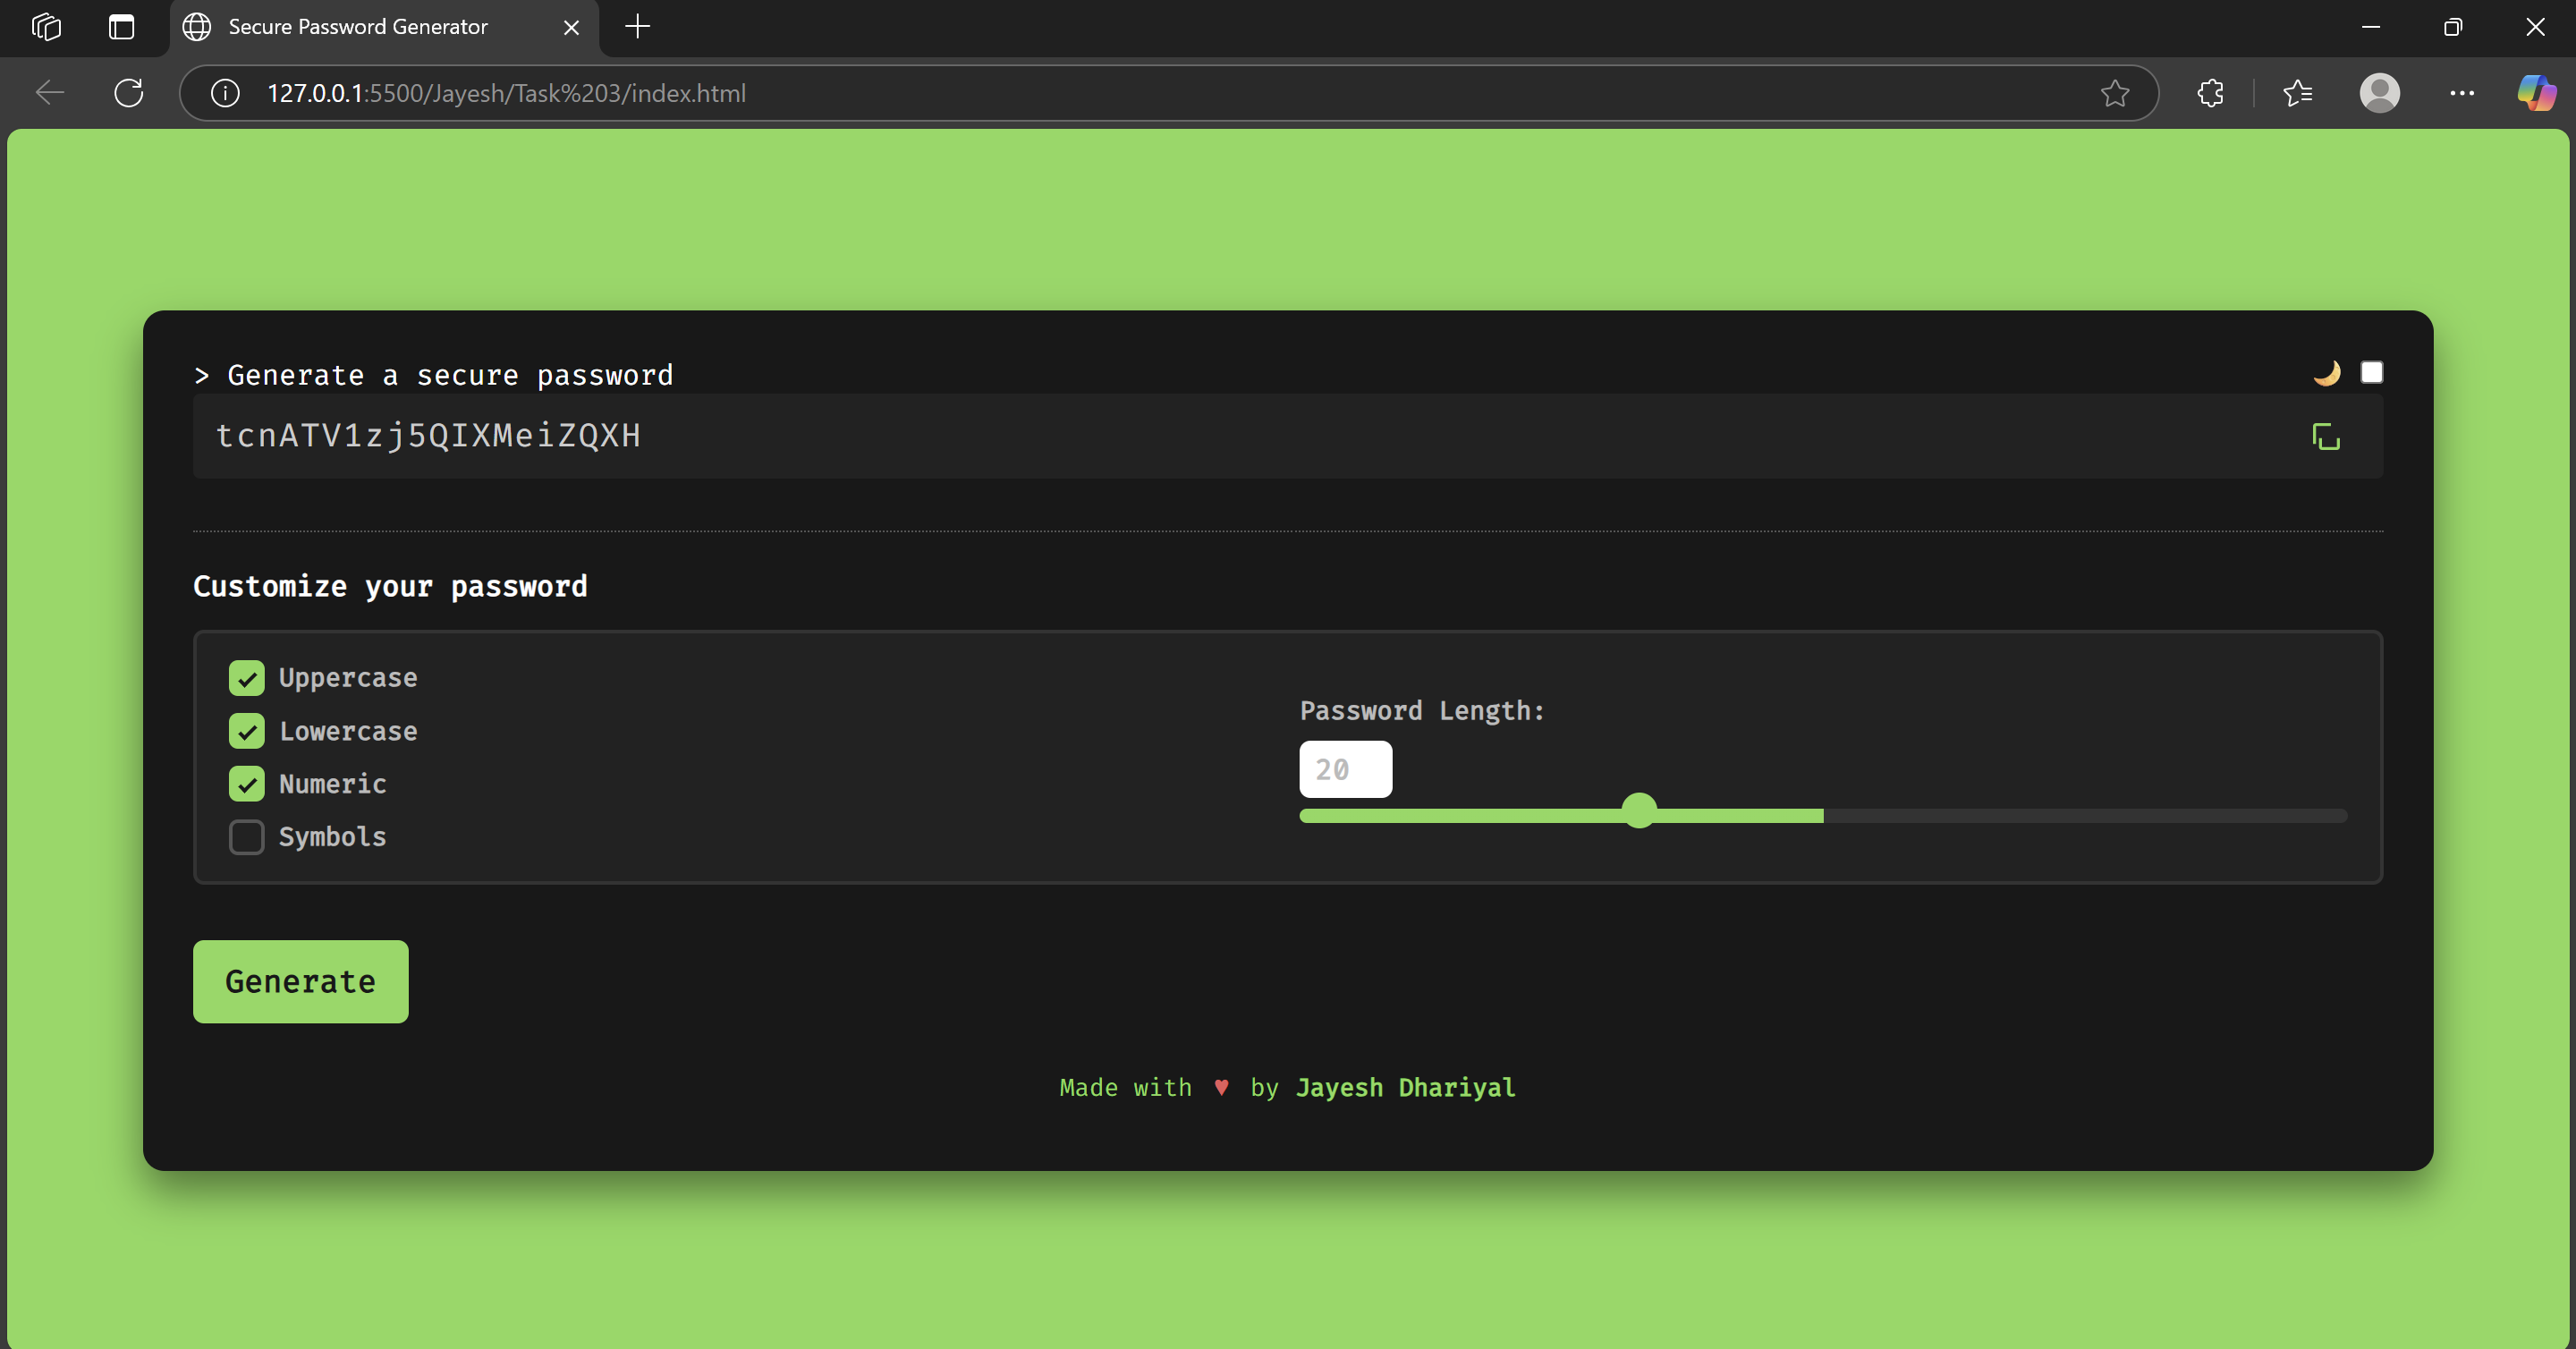 Secure Password Generator
127.0.0.1:5500/Jayesh/Task%203/index.html
> Generate a secure password
tcnATV1zj5QIXMeiZQXH
Customize your password
Uppercase
Lowercase
Numeric
Symbols
Password Length:
20
Generate
Made with ♥ by Jayesh Dhariyal